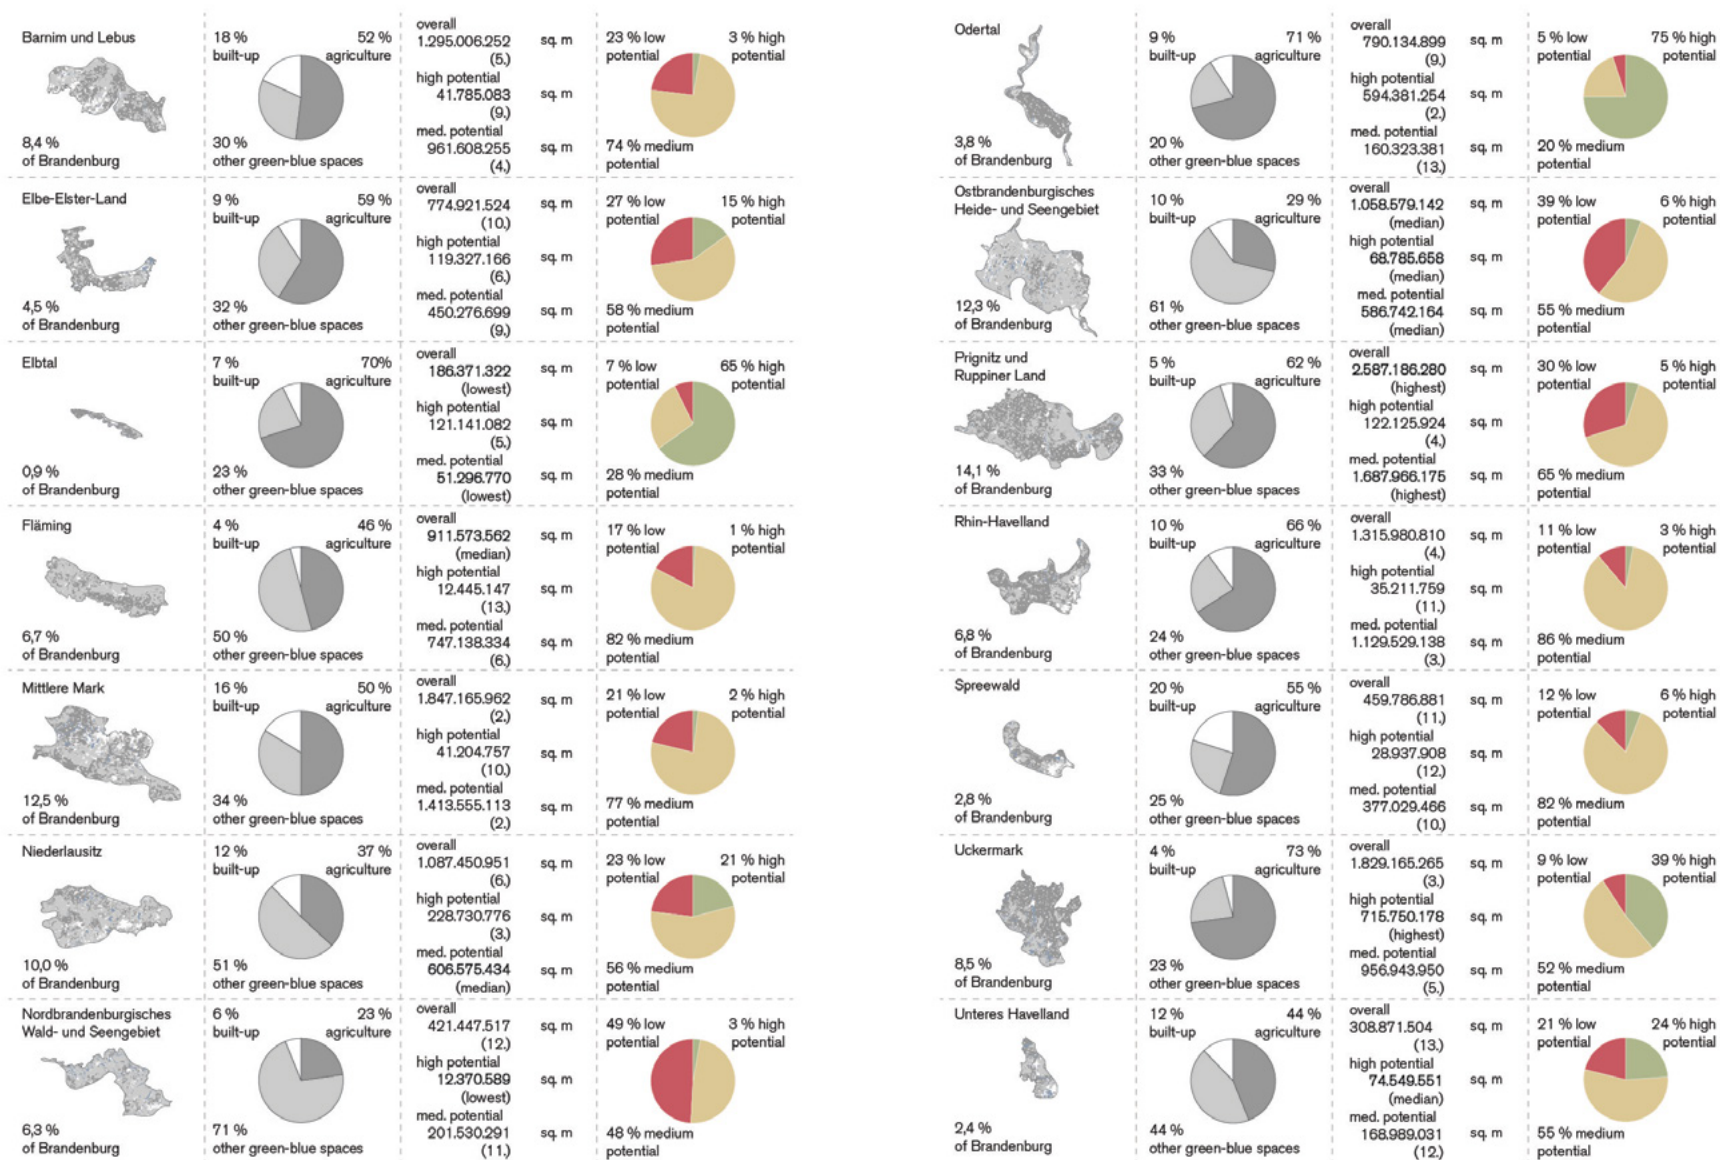 Barnim und Lebus
8,4 %
of Brandenburg
18 %
built-up
52 %
agriculture
30 %
other green-blue spaces
overall
1.295.006.252 sq. m
(5.)
high potential
41.785.083 sq. m
(9.)
med. potential
961.608.255 sq. m
(4.)
23 % low
potential
3 % high
potential
74 % medium
potential
Elbe-Elster-Land
4,5 %
of Brandenburg
9 %
built-up
59 %
agriculture
32 %
other green-blue spaces
overall
774.921.524 sq. m
(10.)
high potential
119.327.166 sq. m
(6.)
med. potential
450.276.699 sq. m
(9.)
27 % low
potential
15 % high
potential
58 % medium
potential
Elbtal
0,9 %
of Brandenburg
7 %
built-up
70%
agriculture
23 %
other green-blue spaces
overall
186.371.322 sq. m
(lowest)
high potential
121.141.082 sq. m
(5.)
med. potential
51.296.770 sq. m
(lowest)
7 % low
potential
65 % high
potential
28 % medium
potential
Fläming
6,7 %
of Brandenburg
4 %
built-up
46 %
agriculture
50 %
other green-blue spaces
overall
911.573.562 sq. m
(median)
high potential
12.445.147 sq. m
(13.)
med. potential
747.138.334 sq. m
(6.)
17 % low
potential
1 % high
potential
82 % medium
potential
Mittlere Mark
12,5 %
of Brandenburg
16 %
built-up
50 %
agriculture
34 %
other green-blue spaces
overall
1.847.165.962 sq. m
(2.)
high potential
41.204.757 sq. m
(10.)
med. potential
1.413.555.113 sq. m
(2.)
21 % low
potential
2 % high
potential
77 % medium
potential
Niederlausitz
10,0 %
of Brandenburg
12 %
built-up
37 %
agriculture
51 %
other green-blue spaces
overall
1.087.450.951 sq. m
(6.)
high potential
228.730.776 sq. m
(3.)
med. potential
606.575.434 sq. m
(median)
23 % low
potential
21 % high
potential
56 % medium
potential
Nordbrandenburgisches
Wald- und Seengebiet
6,3 %
of Brandenburg
6 %
built-up
23 %
agriculture
71 %
other green-blue spaces
overall
421.447.517 sq. m
(12.)
high potential
12.370.589 sq. m
(lowest)
med. potential
201.530.291 sq. m
(11.)
49 % low
potential
3 % high
potential
48 % medium
potential
Odertal
3,8 %
of Brandenburg
9 %
built-up
71 %
agriculture
20 %
other green-blue spaces
overall
790.134.899 sq. m
(9.)
high potential
594.381.254 sq. m
(2.)
med. potential
160.323.381 sq. m
(13.)
5 % low
potential
75 % high
potential
20 % medium
potential
Ostbrandenburgisches
Heide- und Seengebiet
12,3 %
of Brandenburg
10 %
built-up
29 %
agriculture
61 %
other green-blue spaces
overall
1.058.579.142 sq. m
(median)
high potential
68.785.658 sq. m
(median)
med. potential
586.742.164 sq. m
(median)
39 % low
potential
6 % high
potential
55 % medium
potential
Prignitz und
Ruppiner Land
14,1 %
of Brandenburg
5 %
built-up
62 %
agriculture
33 %
other green-blue spaces
overall
2.587.186.280 sq. m
(highest)
high potential
122.125.924 sq. m
(4.)
med. potential
1.687.966.175 sq. m
(highest)
30 % low
potential
5 % high
potential
65 % medium
potential
Rhin-Havelland
6,8 %
of Brandenburg
10 %
built-up
66 %
agriculture
24 %
other green-blue spaces
overall
1.315.980.810 sq. m
(4.)
high potential
35.211.759 sq. m
(11.)
med. potential
1.129.529.138 sq. m
(3.)
11 % low
potential
3 % high
potential
86 % medium
potential
Spreewald
2,8 %
of Brandenburg
20 %
built-up
55 %
agriculture
25 %
other green-blue spaces
overall
459.786.881 sq. m
(11.)
high potential
28.937.908 sq. m
(12.)
med. potential
377.029.466 sq. m
(10.)
12 % low
potential
6 % high
potential
82 % medium
potential
Uckermark
8,5 %
of Brandenburg
4 %
built-up
73 %
agriculture
23 %
other green-blue spaces
overall
1.829.165.265 sq. m
(3.)
high potential
715.750.178 sq. m
(highest)
med. potential
956.943.950 sq. m
(5.)
9 % low
potential
39 % high
potential
52 % medium
potential
Unteres Havelland
2,4 %
of Brandenburg
12 %
built-up
44 %
agriculture
44 %
other green-blue spaces
overall
308.871.504 sq. m
(13.)
high potential
74.549.551 sq. m
(median)
med. potential
168.989.031 sq. m
(12.)
21 % low
potential
24 % high
potential
55 % medium
potential